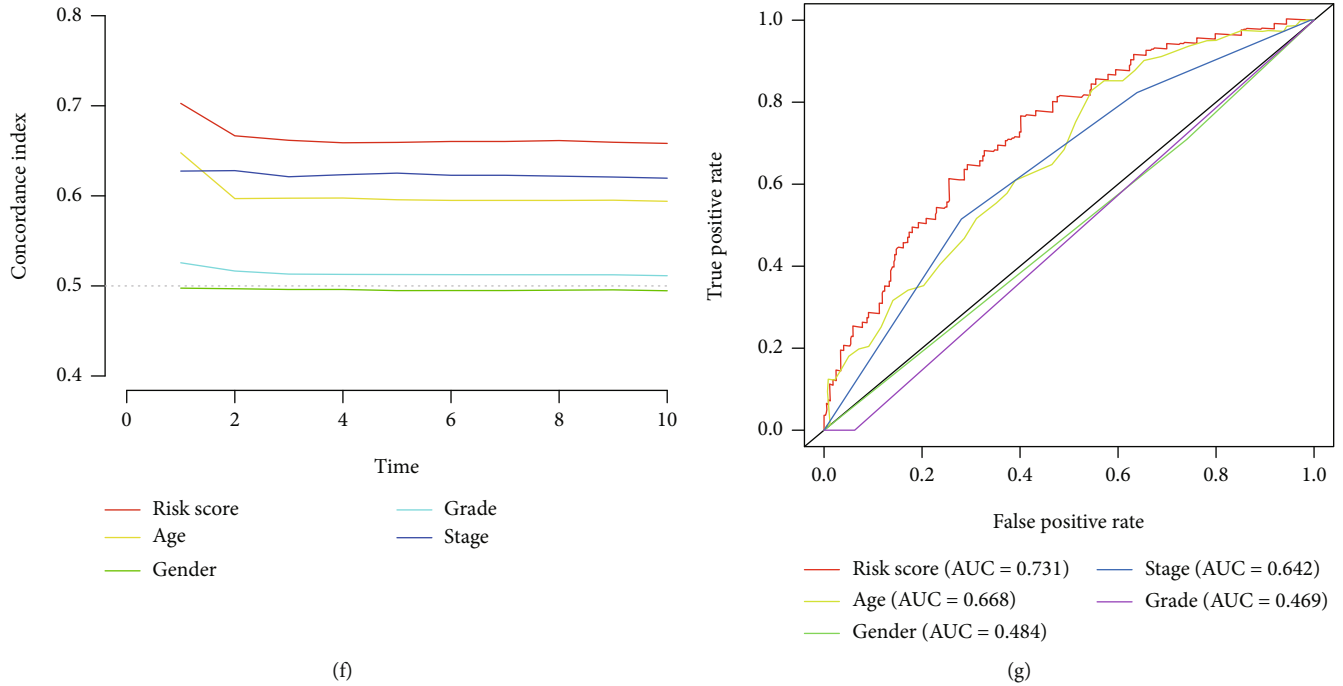 0.8
0.7
0.6
0.5
0.4
Concordance index
0 2 4 6 8 10
Time
Risk score
Age
Gender
Grade
Stage
(f)
1.0
0.8
0.6
0.4
0.2
0.0
True positive rate
0.0 0.2 0.4 0.6 0.8 1.0
False positive rate
Risk score (AUC = 0.731)
Age (AUC = 0.668)
Gender (AUC = 0.484)
Stage (AUC = 0.642)
Grade (AUC = 0.469)
(g)